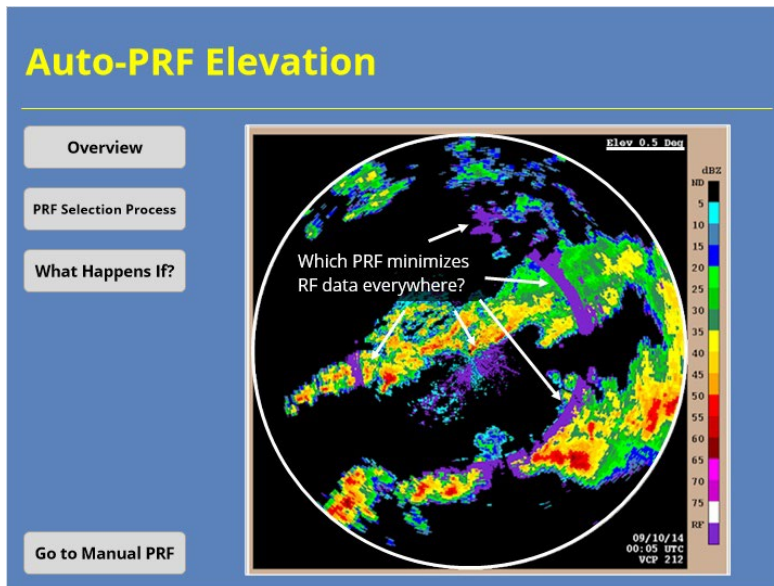 Auto-PRF Elevation
Overview
PRF Selection Process
What Happens If?
Go to Manual PRF
Elev 0.5 Deg
Which PRF minimizes
RF data everywhere?
dBZ
ND
5
10
15
20
25
30
35
40
45
50
55
60
65
70
75
RF
09/10/14
00:05 UTC
VCP 212